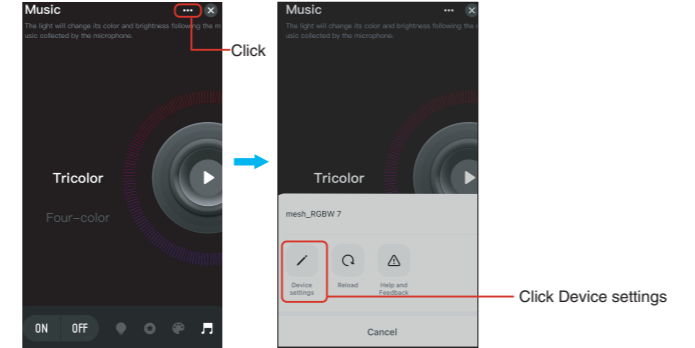 Music
The light will change its color and brightness following the m
usic collected by the microphone.
Click
Tricolor
Four-color
ON OFF
Music
The light will change its color and brightness following the m
usic collected by the microphone.
Tricolor
mesh_RGBW 7
Device
settings
Reload
Help and
Feedback
Click Device settings
Cancel